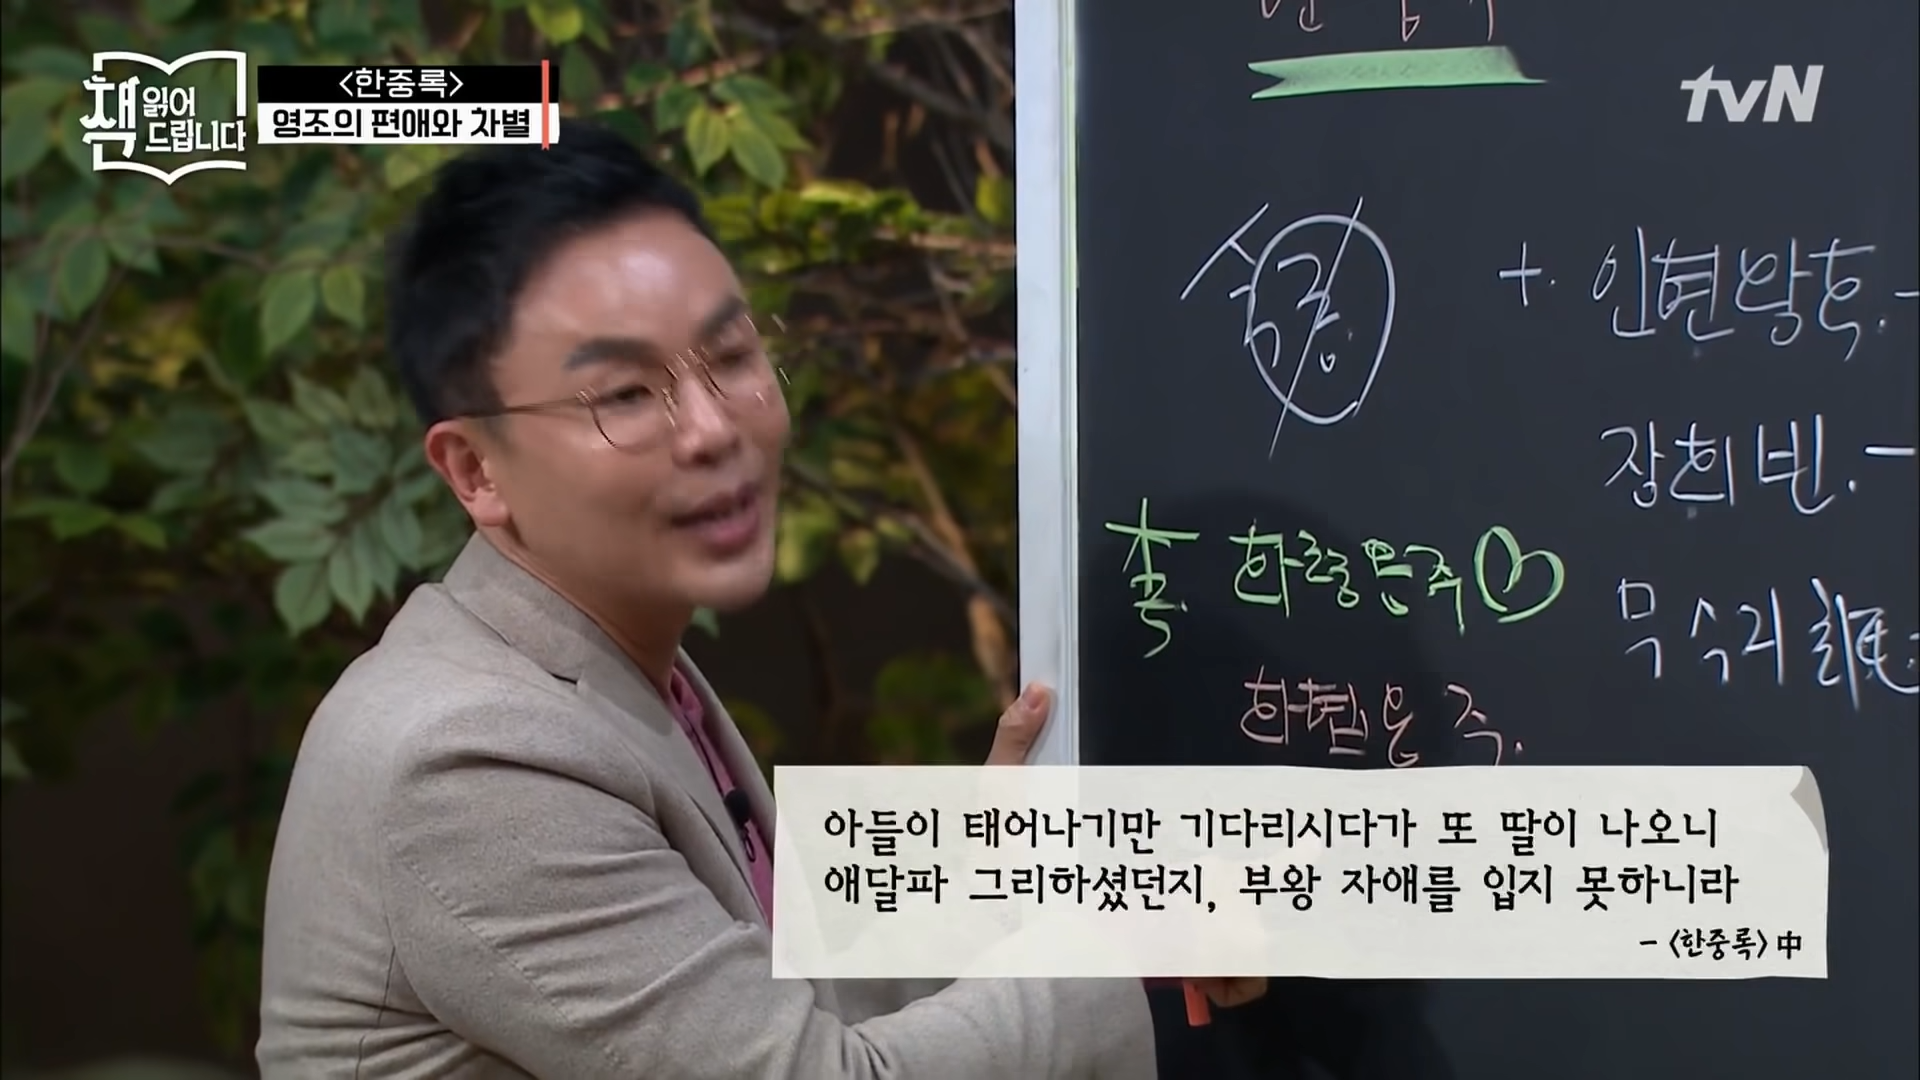 책 읽어
드립니다
<한중록>
영조의 편애와 차별
tvN
숙종
+. 인현왕후.-
장희빈.-
무수리
卒. 화평옹주
화협옹주.
아들이 태어나기만 기다리시다가 또 딸이 나오니
애달파 그리하셨던지, 부왕 자애를 입지 못하니라
- <한중록> 中